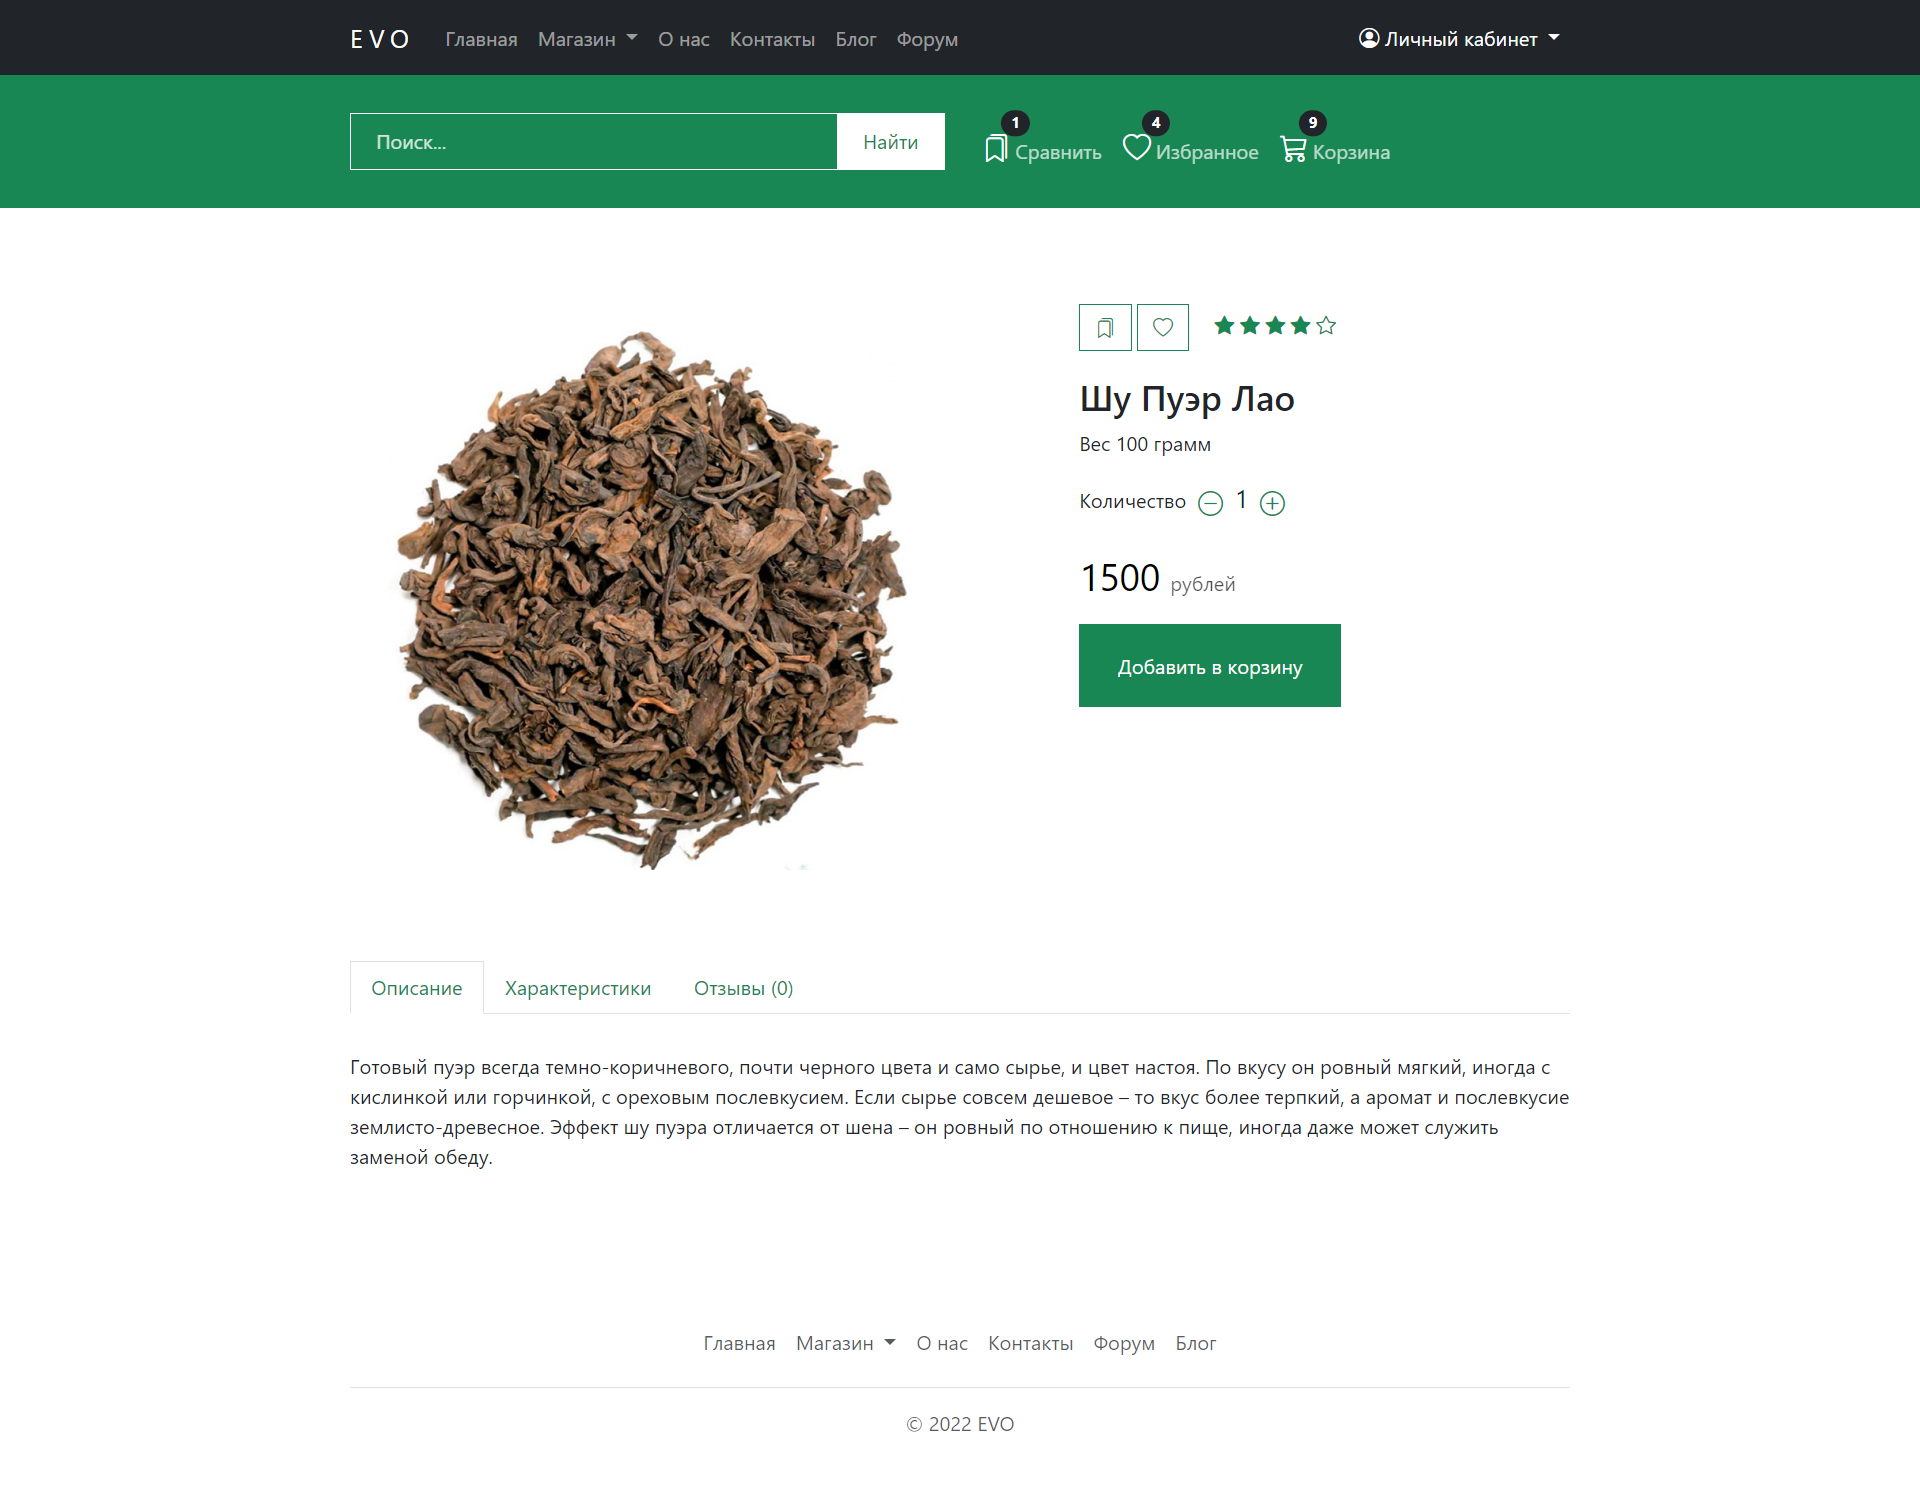 EVO Главная Магазин О нас Контакты Блог Форум Личный кабинет
Поиск... Найти 1 Сравнить 4 Избранное 9 Корзина
Шу Пуэр Лао
Вес 100 грамм
Количество 1
1500 рублей
Добавить в корзину
Описание Характеристики Отзывы (0)
Готовый пуэр всегда темно-коричневого, почти черного цвета и само сырье, и цвет настоя. По вкусу он ровный мягкий, иногда с
кислинкой или горчинкой, с ореховым послевкусием. Если сырье совсем дешевое – то вкус более терпкий, а аромат и послевкусие
землисто-древесное. Эффект шу пуэра отличается от шена – он ровный по отношению к пище, иногда даже может служить
заменой обеду.
Главная Магазин О нас Контакты Форум Блог
© 2022 EVO